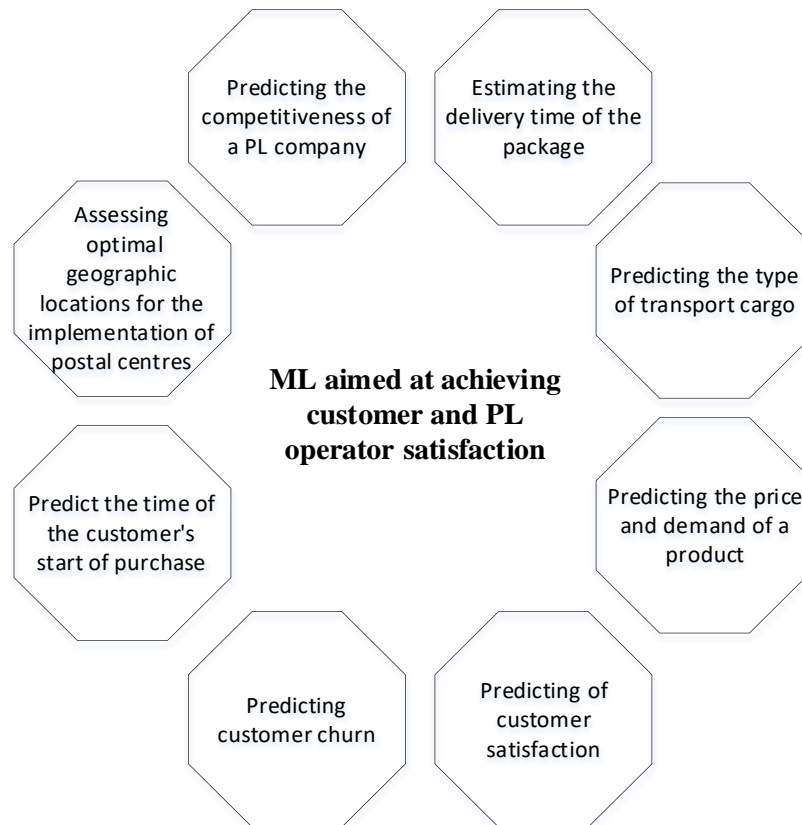 Predicting the
competitiveness of
a PL company
Estimating the
delivery time of the
package
Assessing
optimal
geographic
locations for the
implementation of
postal centres
Predicting the type
of transport cargo
ML aimed at achieving
customer and PL
operator satisfaction
Predict the time of
the customer's
start of purchase
Predicting the price
and demand of a
product
Predicting
customer churn
Predicting of
customer
satisfaction